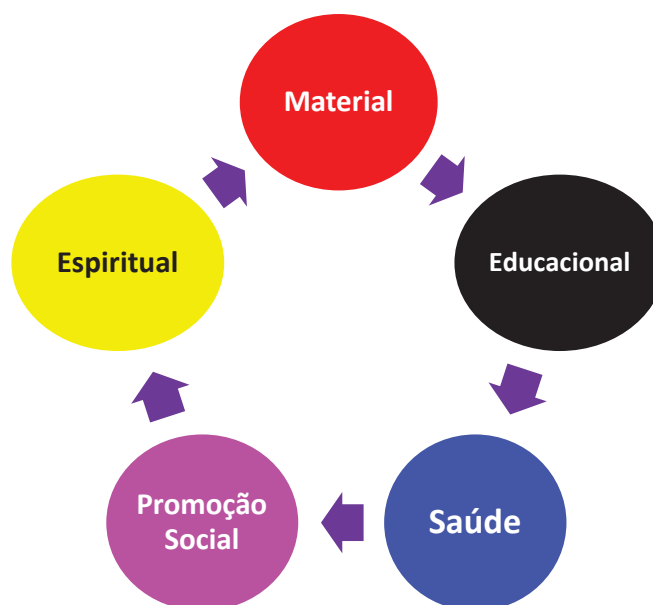 Material
Educacional
Saúde
Promoção
Social
Espiritual